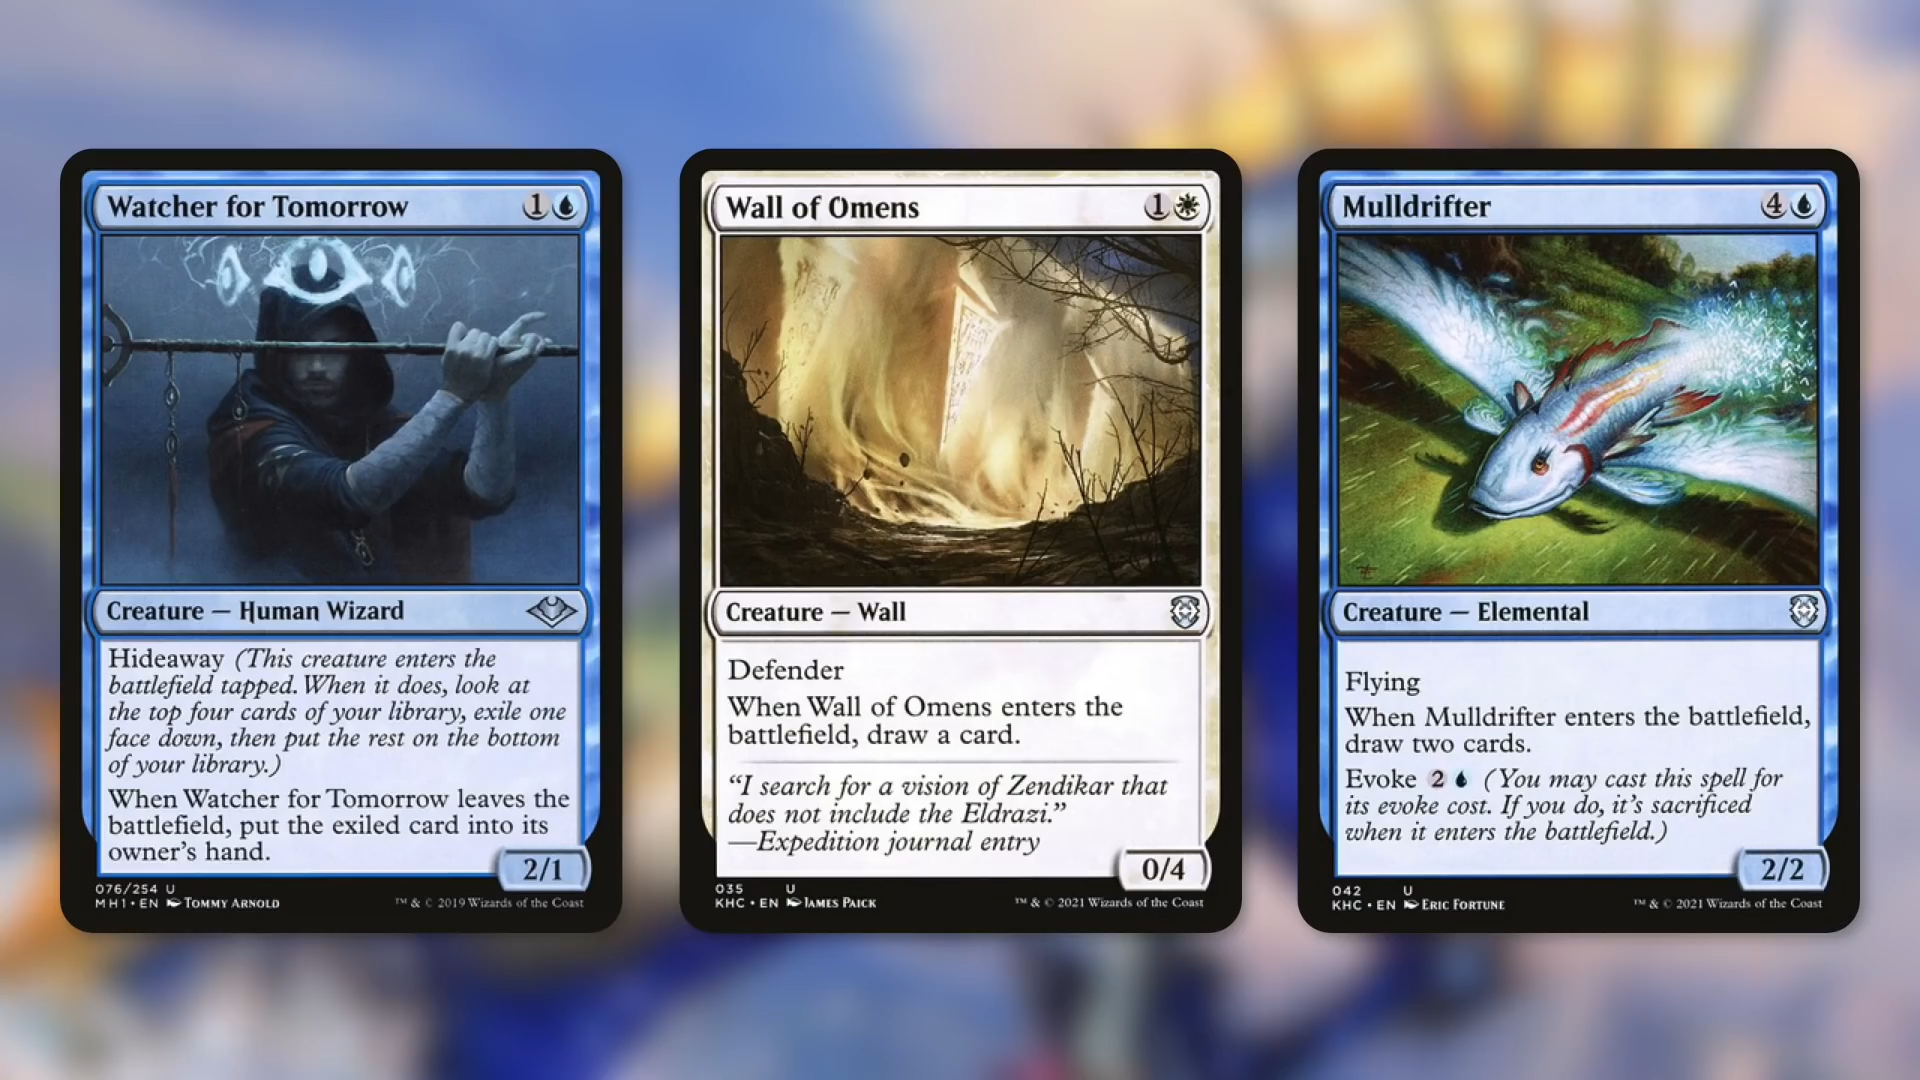 Watcher for Tomorrow 1
Creature — Human Wizard
Hideaway (This creature enters the
battlefield tapped. When it does, look at
the top four cards of your library, exile one
face down, then put the rest on the bottom
of your library.)
When Watcher for Tomorrow leaves the
battlefield, put the exiled card into its
owner's hand.
2/1
076/254 U
MH1 • EN TOMMY ARNOLD
™ & © 2019 Wizards of the Coast
Wall of Omens 1
Creature — Wall
Defender
When Wall of Omens enters the
battlefield, draw a card.
“I search for a vision of Zendikar that
does not include the Eldrazi.”
—Expedition journal entry
0/4
035 U
KHC • EN JAMES PAICK
™ & © 2021 Wizards of the Coast
Mulldrifter 4
Creature — Elemental
Flying
When Mulldrifter enters the battlefield,
draw two cards.
Evoke 2 (You may cast this spell for
its evoke cost. If you do, it's sacrificed
when it enters the battlefield.)
2/2
042 U
KHC • EN ERIC FORTUNE
™ & © 2021 Wizards of the Coast